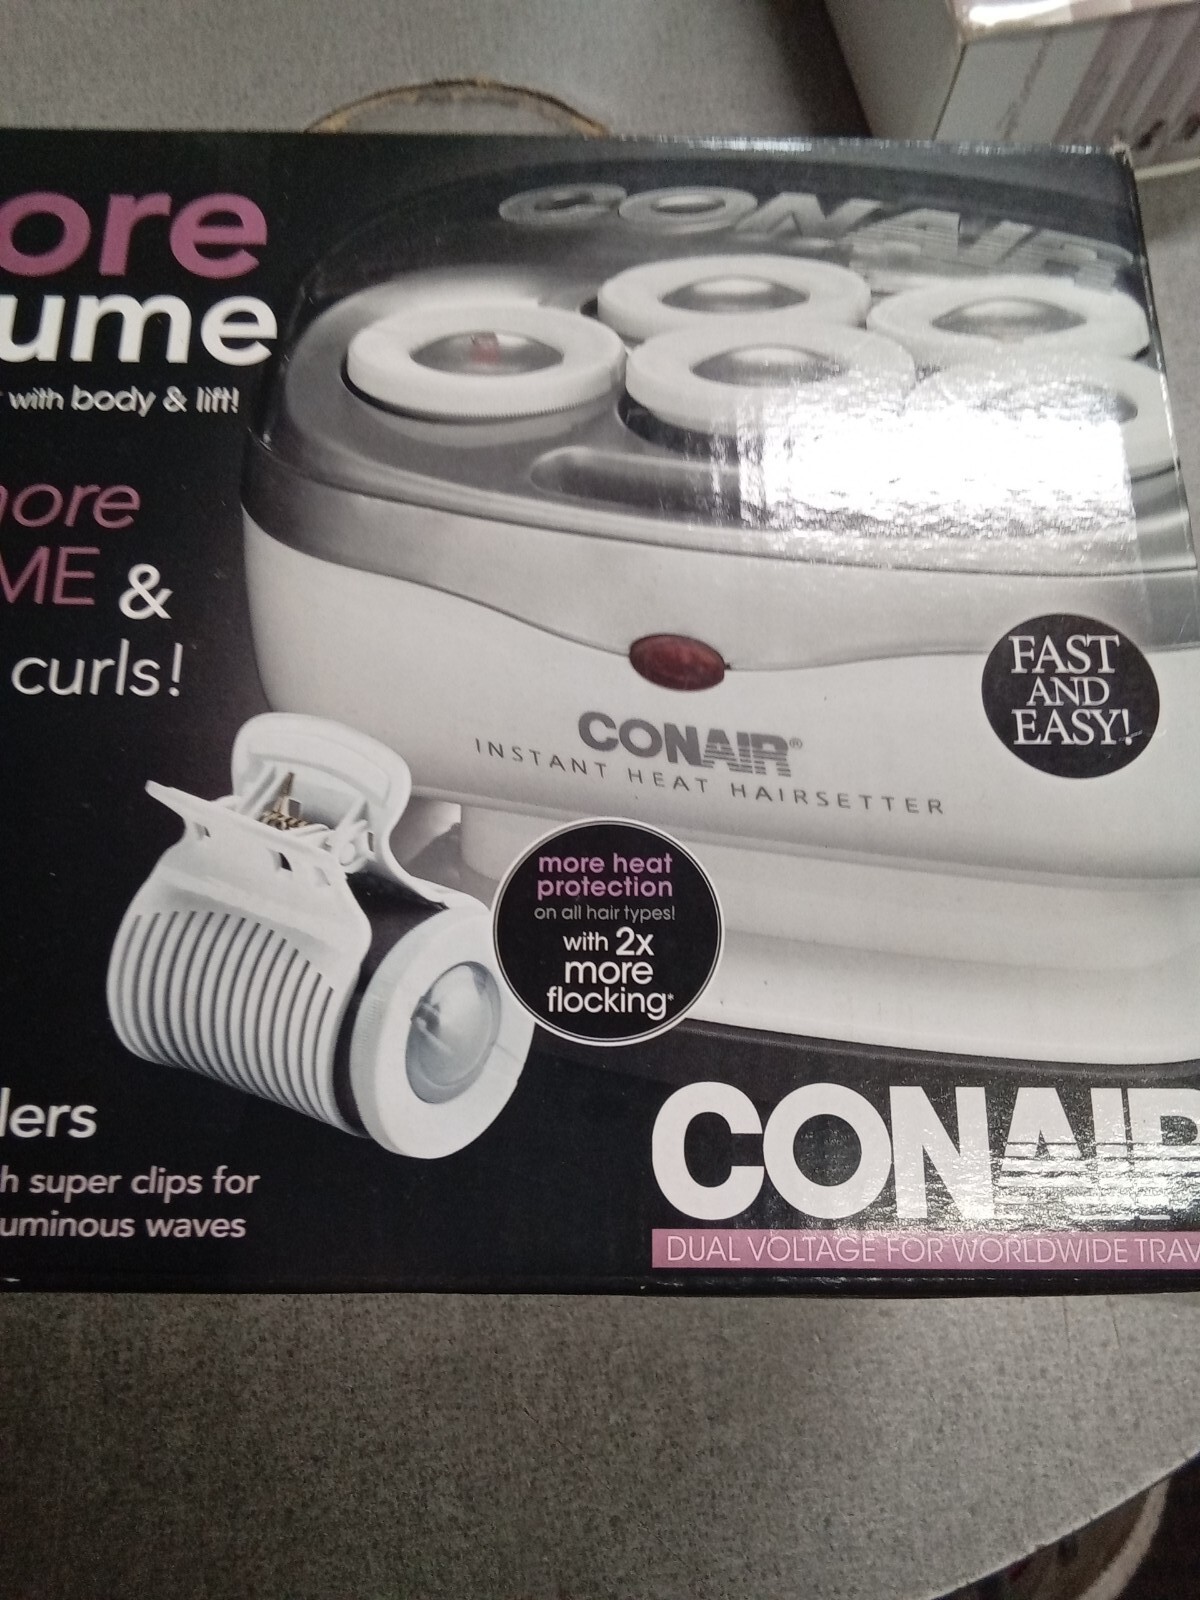 ore
ume
with body & lift!
ore
ME &
curls!
lers
h super clips for
uminous waves
CONAIR
CONAIR®
INSTANT HEAT HAIRSETTER
FAST
AND
EASY!
more heat
protection
on all hair types!
with 2x
more
flocking*
CONAIR
DUAL VOLTAGE FOR WORLDWIDE TRAV